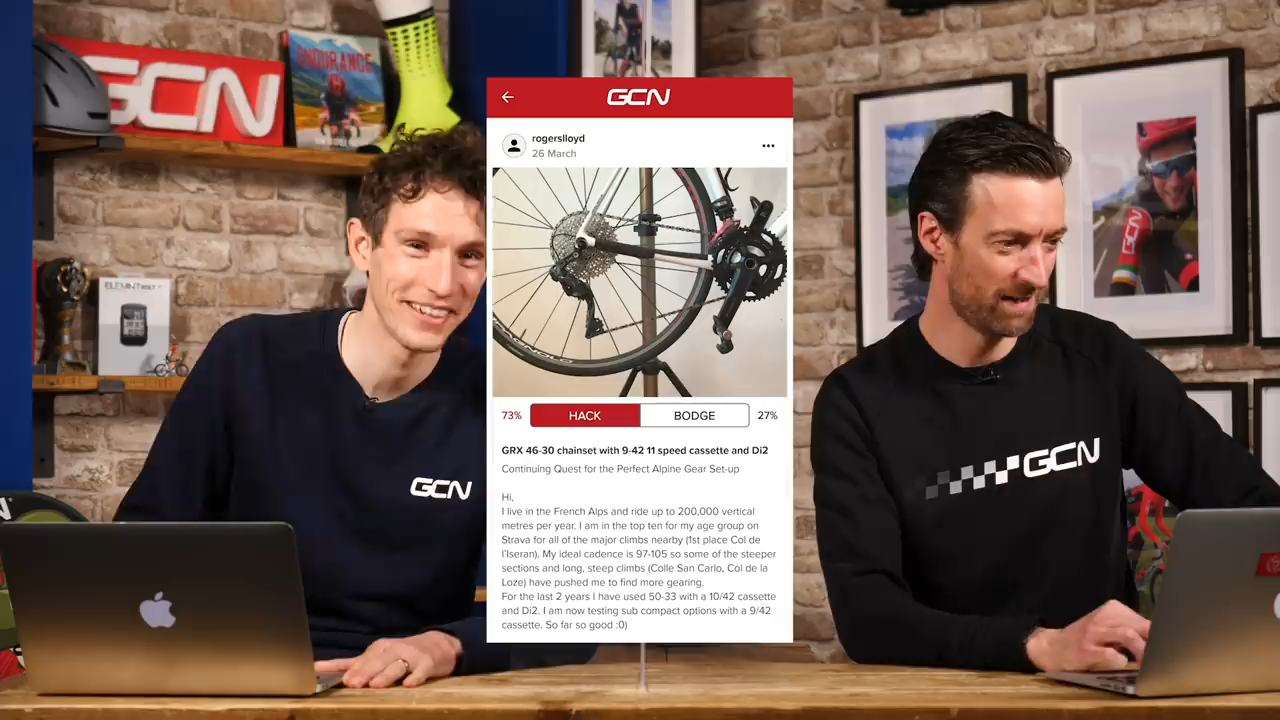 GCN
ENDURANCE
ELEMNT BOLT
GCN
rogerslloyd
26 March
73%
HACK
BODGE
27%
GRX 46-30 chainset with 9-42 11 speed cassette and Di2
Continuing Quest for the Perfect Alpine Gear Set-up
Hi,
I live in the French Alps and ride up to 200,000 vertical
metres per year. I am in the top ten for my age group on
Strava for all of the major climbs nearby (1st place Col de
l'Iseran). My ideal cadence is 97-105 so some of the steeper
sections and long, steep climbs (Colle San Carlo, Col de la
Loze) have pushed me to find more gearing.
For the last 2 years I have used 50-33 with a 10/42 cassette
and Di2. I am now testing sub compact options with a 9/42
cassette. So far so good :0)
GCN
GCN
GCN